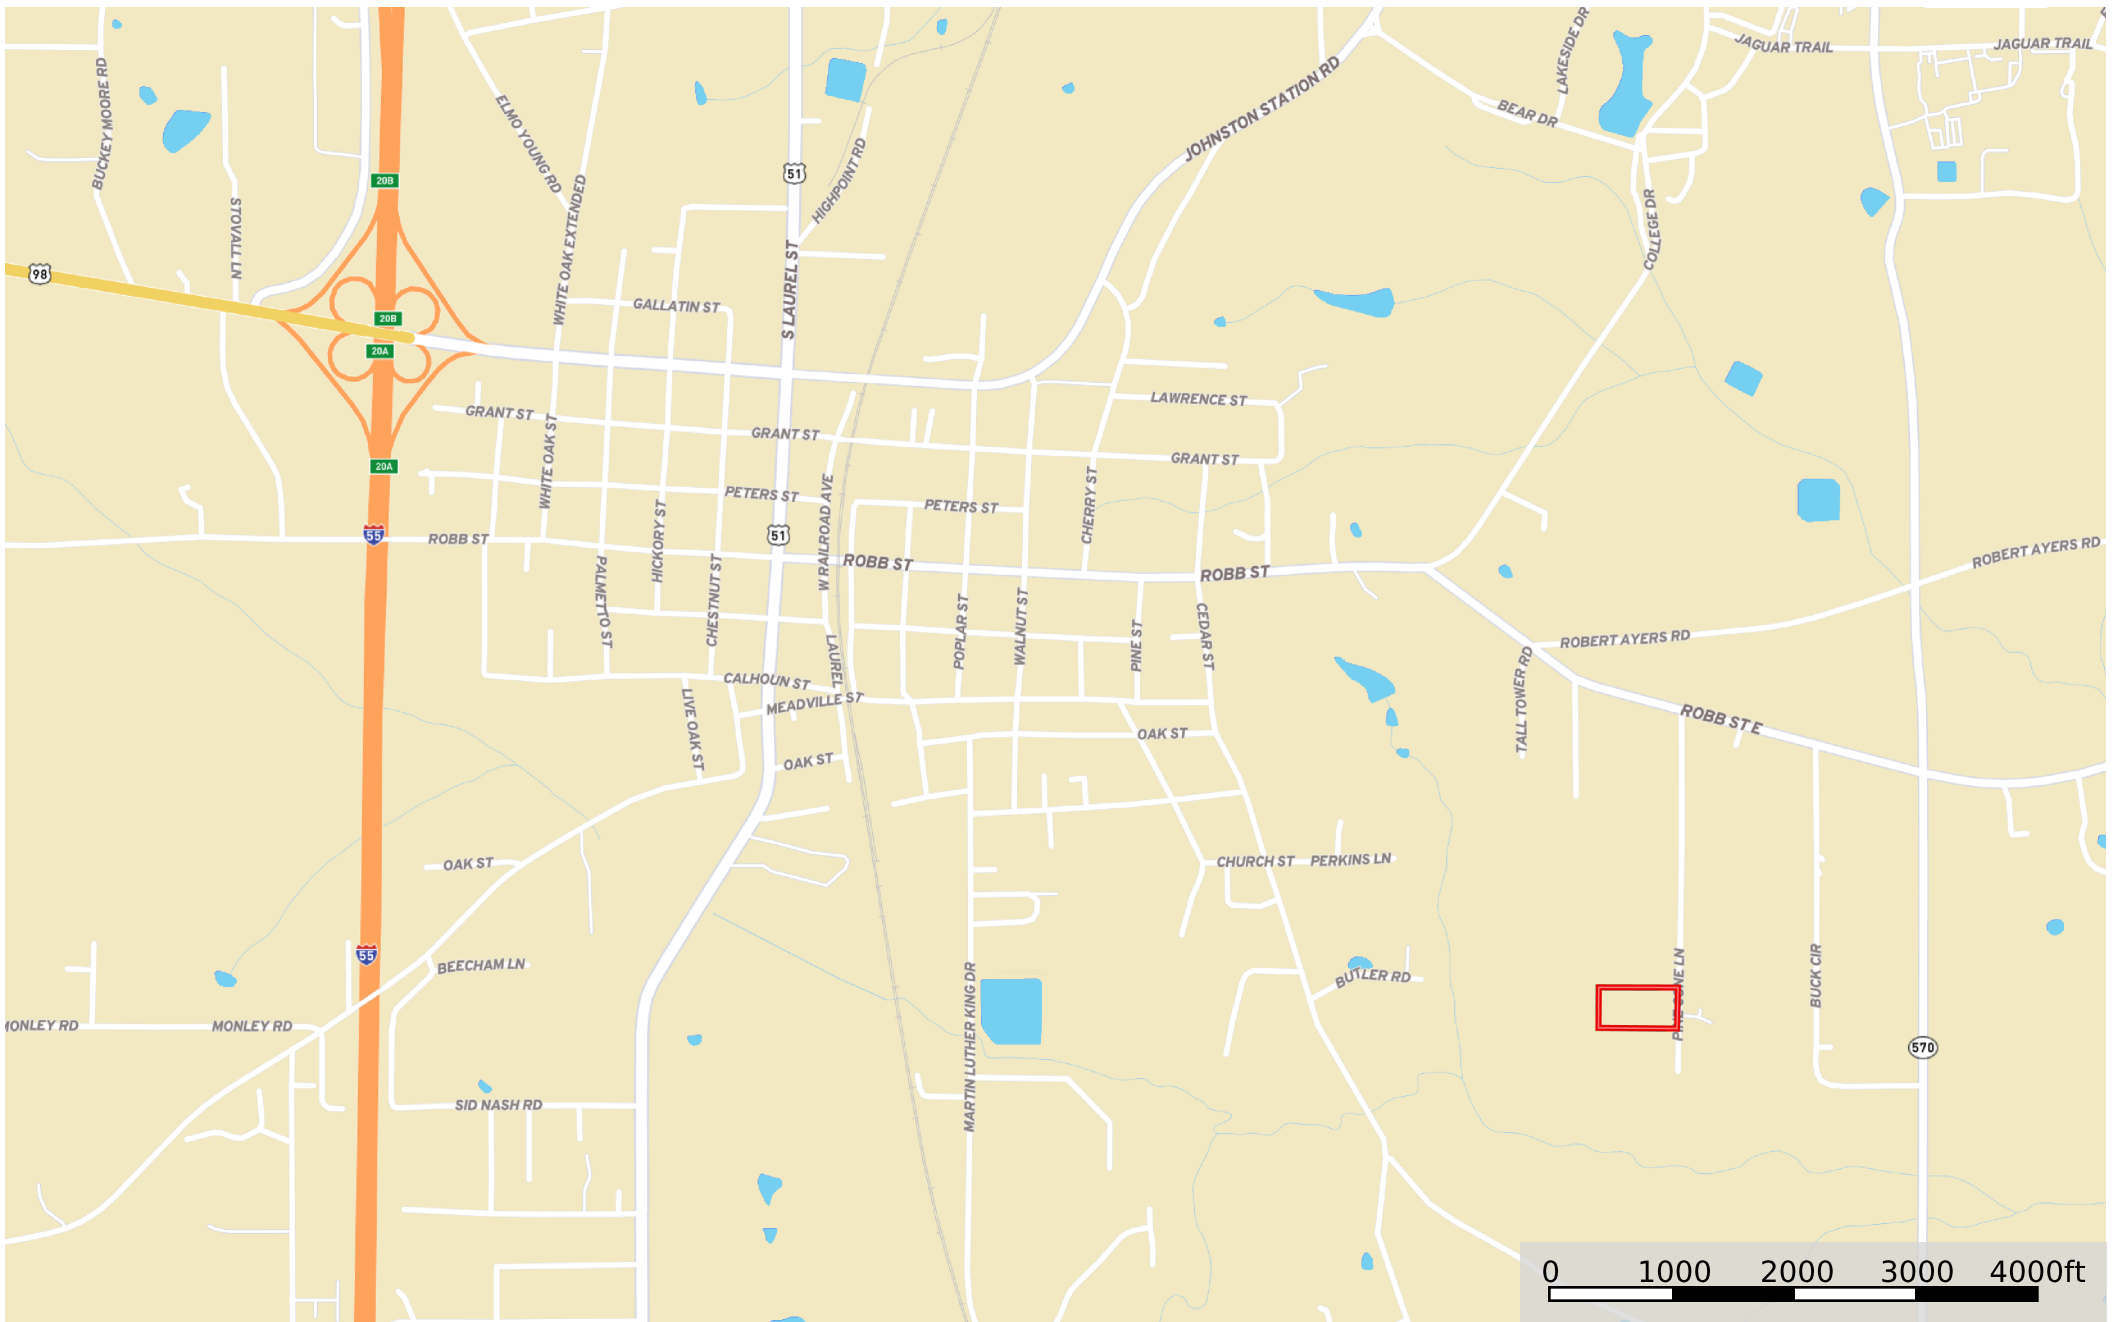 JAGUAR TRAIL
JAGUAR TRAIL
LAKESIDE DR
BUCKEY MOORE RD
ELMO YOUNG RD
JOHNSTON STATION RD
BEAR DR
51
HIGHPOINT RD
20B
WHITE OAK EXTENDED
STOVALL LN
COLLEGE DR
S LAUREL ST
98
GALLATIN ST
20B
20A
LAWRENCE ST
GRANT ST
GRANT ST
GRANT ST
WHITE OAK ST
20A
PETERS ST
PETERS ST
CHERRY ST
W RAILROAD AVE
HICKORY ST
55
51
ROBB ST
ROBB ST
ROBB ST
ROBERT AYERS RD
PALMETTO ST
CHESTNUT ST
POPLAR ST
WALNUT ST
PINE ST
CEDAR ST
ROBERT AYERS RD
LAUREL
TALL TOWER RD
CALHOUN ST
MEADVILLE ST
LIVE OAK ST
ROBB ST E
OAK ST
OAK ST
OAK ST
CHURCH ST
PERKINS LN
55
BEECHAM LN
BUTLER RD
BUCK CIR
MONLEY RD
MONLEY RD
MARTIN LUTHER KING DR
570
SID NASH RD
0 1000 2000 3000 4000ft